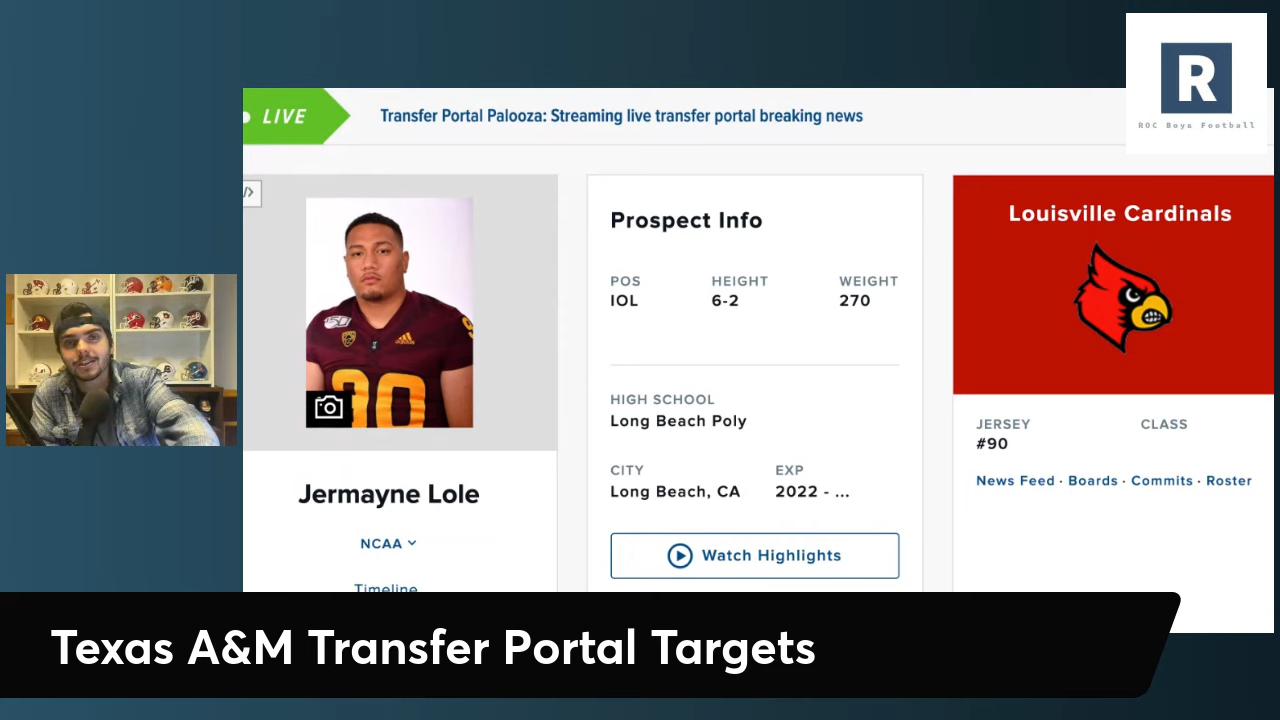 R
ROC Boys Football
LIVE
Transfer Portal Palooza: Streaming live transfer portal breaking news
/>
150
90
Jermayne Lole
NCAA
Timeline
Prospect Info
POS HEIGHT WEIGHT
IOL 6-2 270
HIGH SCHOOL
Long Beach Poly
CITY EXP
Long Beach, CA 2022 - ...
Watch Highlights
Louisville Cardinals
JERSEY CLASS
#90
News Feed · Boards · Commits · Roster
Texas A&M Transfer Portal Targets